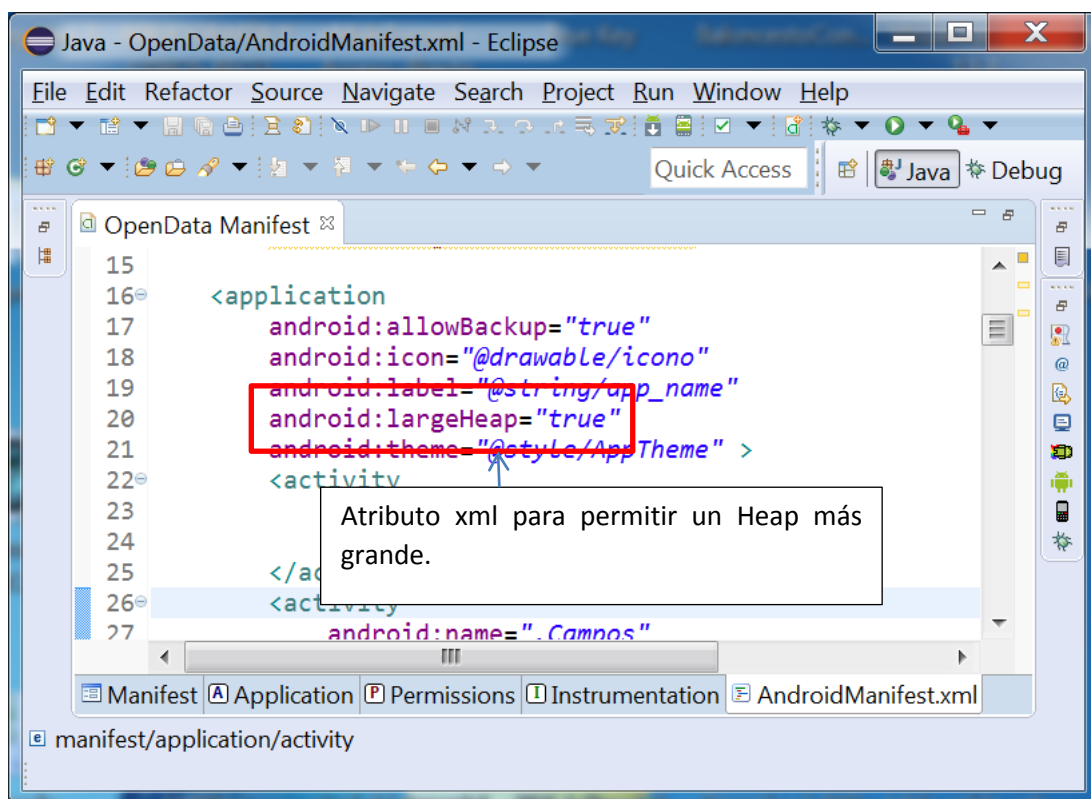 Java - OpenData/AndroidManifest.xml - Eclipse
File Edit Refactor Source Navigate Search Project Run Window Help
Quick Access Java Debug
OpenData Manifest
15
16 <application
17 android:allowBackup="true"
18 android:icon="@drawable/icono"
19 android:label="@string/app_name"
20 android:largeHeap="true"
21 android:theme="@style/AppTheme" >
22 <activity
23
24
25 </ac
26 <activity
27 android:name=".Campos"
Atributo xml para permitir un Heap más
grande.
Manifest Application Permissions Instrumentation AndroidManifest.xml
manifest/application/activity